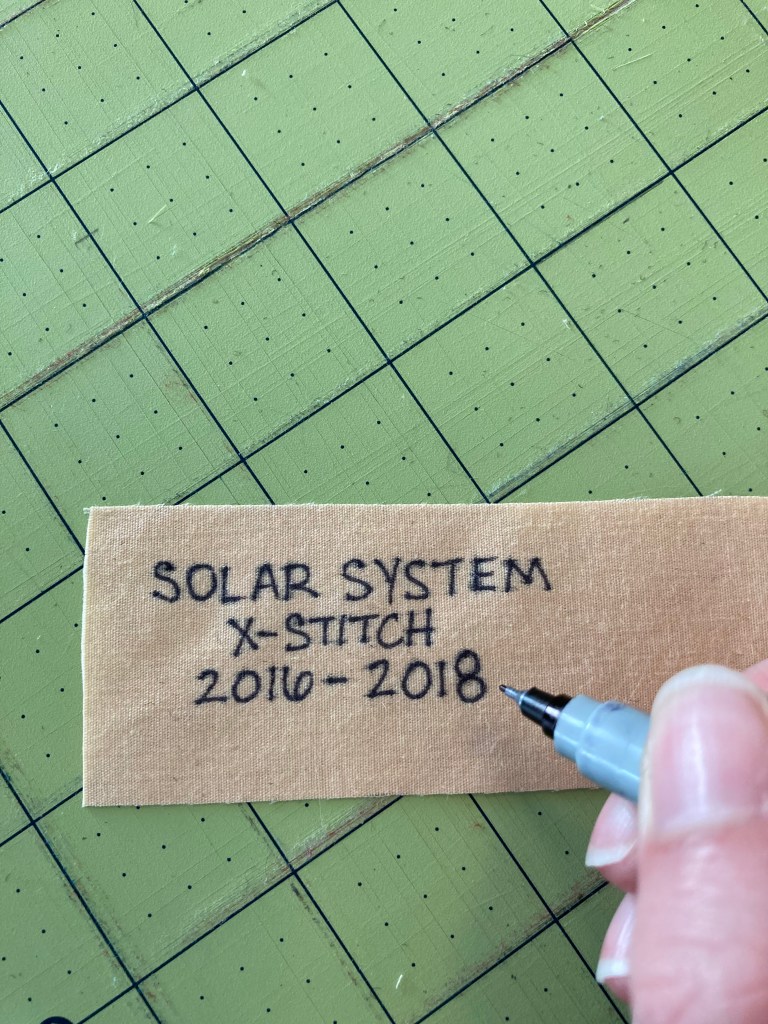 SOLAR SYSTEM
X-STITCH
2016-2018